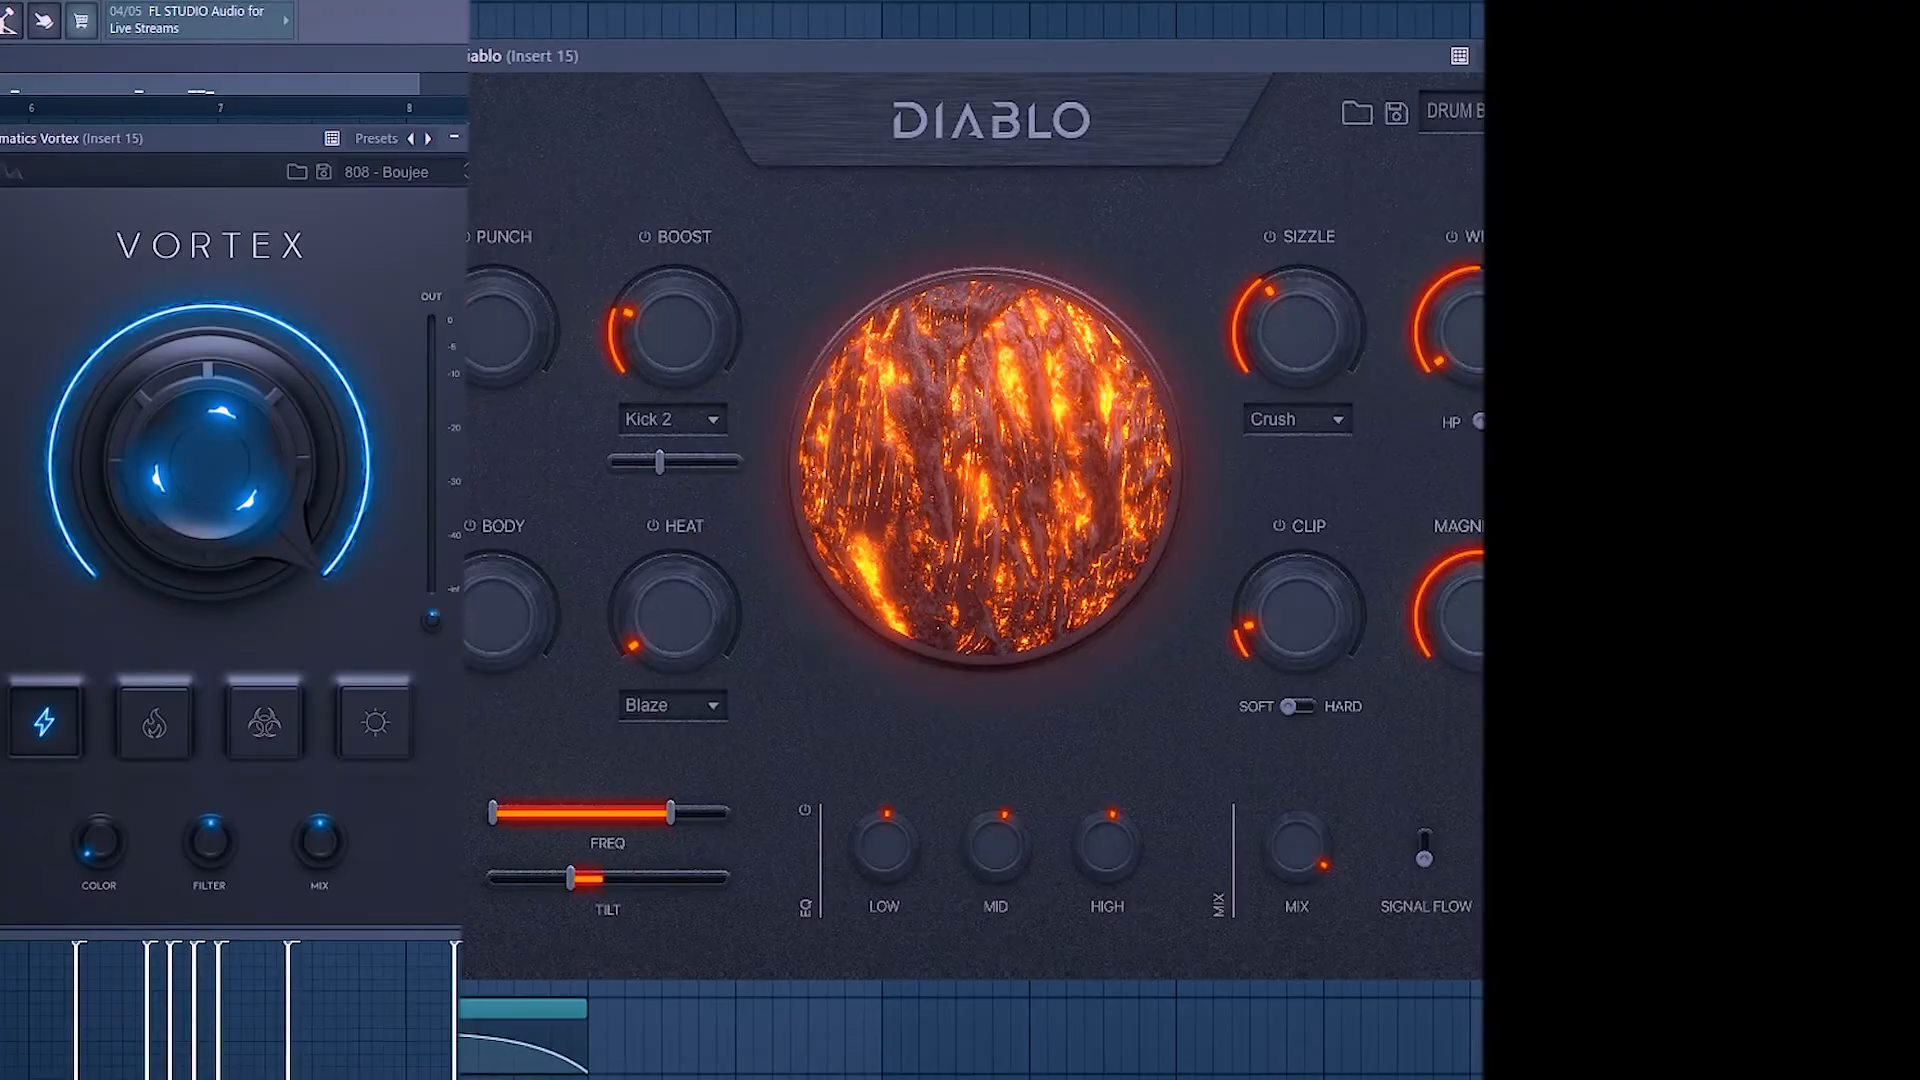 04/05 FL STUDIO Audio for
Live Streams
6
7
8
matics Vortex (Insert 15)
Presets
808 - Boujee
VORTEX
OUT
0
-5
-10
-20
-30
-40
-inf
COLOR
FILTER
MIX
iablo (Insert 15)
DIABLO
DRUM B
PUNCH
BOOST
SIZZLE
WI
Kick 2
Crush
HP
BODY
HEAT
CLIP
MAGNI
Blaze
SOFT
HARD
FREQ
TILT
EQ
LOW
MID
HIGH
MIX
MIX
SIGNAL FLOW